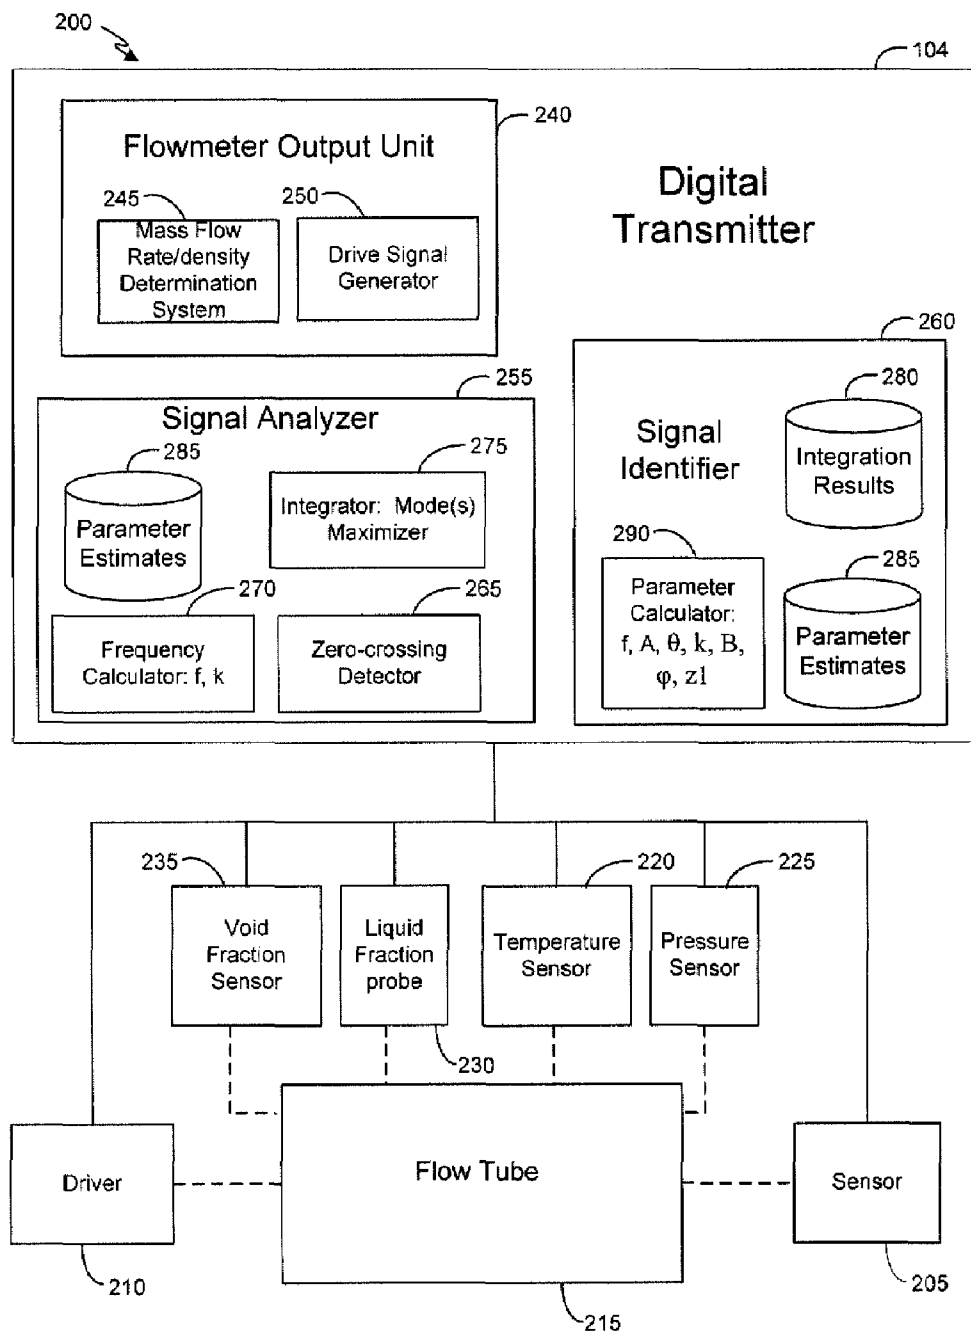 200
104
240
Flowmeter Output Unit
245
250
Mass Flow
Rate/density
Determination
System
Drive Signal
Generator
Digital
Transmitter
260
255
Signal Analyzer
285
275
Parameter
Estimates
Integrator: Mode(s)
Maximizer
270
265
Frequency
Calculator: f, k
Zero-crossing
Detector
280
Signal
Identifier
Integration
Results
290
285
Parameter
Calculator:
f, A, θ, k, B,
φ, z1
Parameter
Estimates
235
220
225
Void
Fraction
Sensor
Liquid
Fraction
probe
Temperature
Sensor
Pressure
Sensor
230
Driver
Flow Tube
Sensor
210
205
215